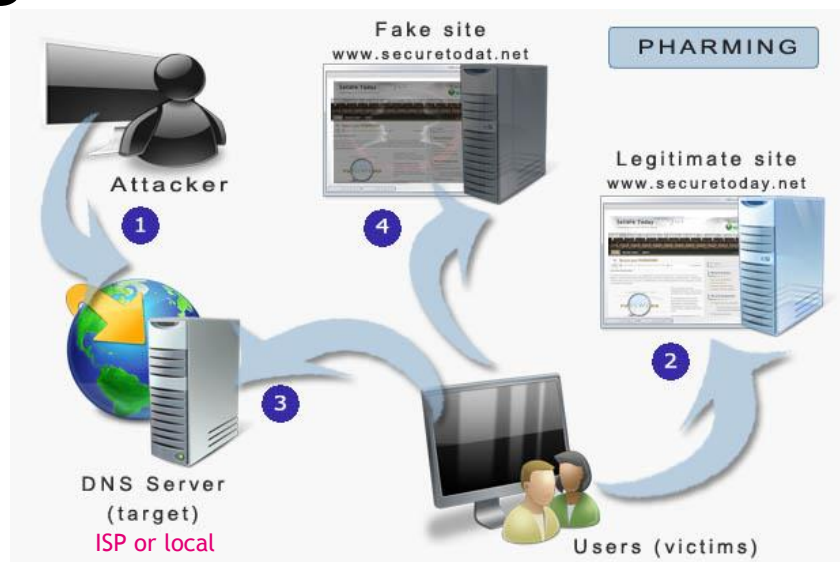 Fake site
www.securetodat.net
PHARMING
Attacker
Legitimate site
www.securetoday.net
1
4
2
3
DNS Server
(target)
ISP or local
Users (victims)